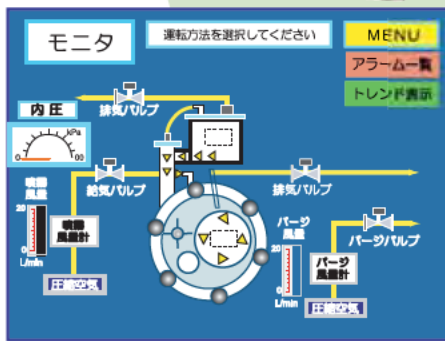 モニタ
運転方法を選択してください
MENU
アラーム一覧
トレンド表示
内圧
kPa
排気バルブ
給気バルブ
排気バルブ
噴霧
風量
20
0
L/min
噴霧
風量計
圧縮空気
パージ
風量
20
0
L/min
パージ
風量計
パージバルブ
圧縮空気